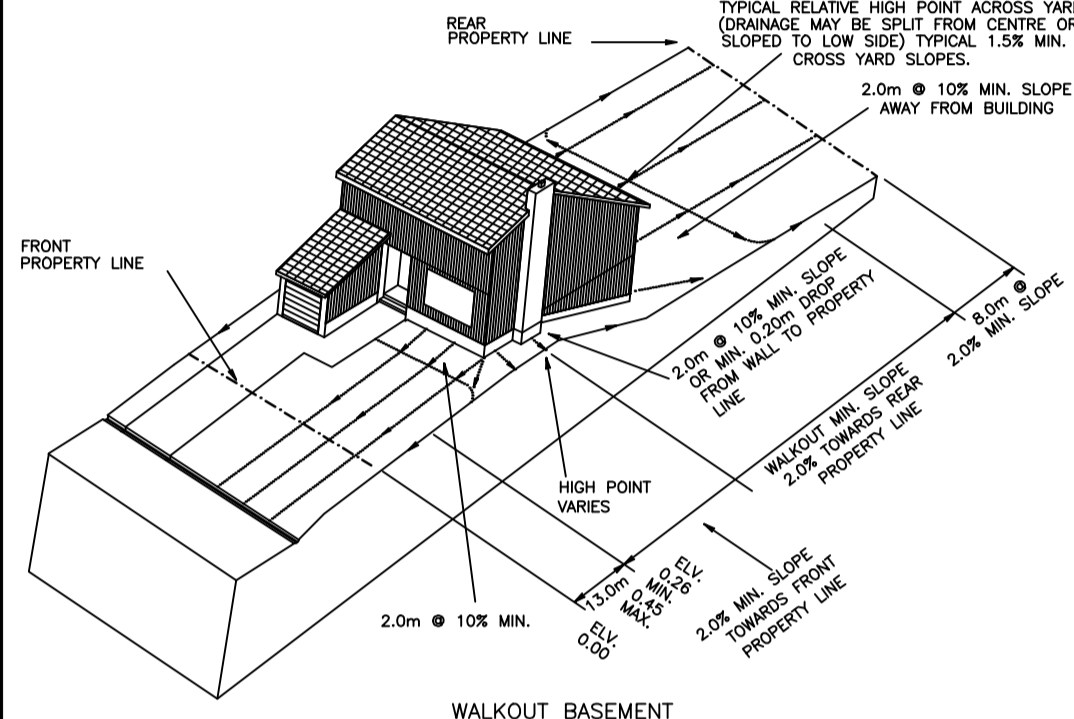 TYPICAL RELATIVE HIGH POINT ACROSS YARD
(DRAINAGE MAY BE SPLIT FROM CENTRE OR
SLOPED TO LOW SIDE) TYPICAL 1.5% MIN.
CROSS YARD SLOPES.
REAR
PROPERTY LINE
2.0m @ 10% MIN. SLOPE
AWAY FROM BUILDING
FRONT
PROPERTY LINE
2.0m @ 10% MIN. SLOPE
OR MIN. 0.20m DROP
FROM WALL TO PROPERTY
LINE
8.0m @
2.0% MIN. SLOPE
WALKOUT MIN. SLOPE
2.0% TOWARDS REAR
PROPERTY LINE
HIGH POINT
VARIES
2.0% MIN. SLOPE
TOWARDS FRONT
PROPERTY LINE
ELV.
0.26
MIN.
0.45
MAX.
13.0m
ELV.
0.00
2.0m @ 10% MIN.
WALKOUT BASEMENT